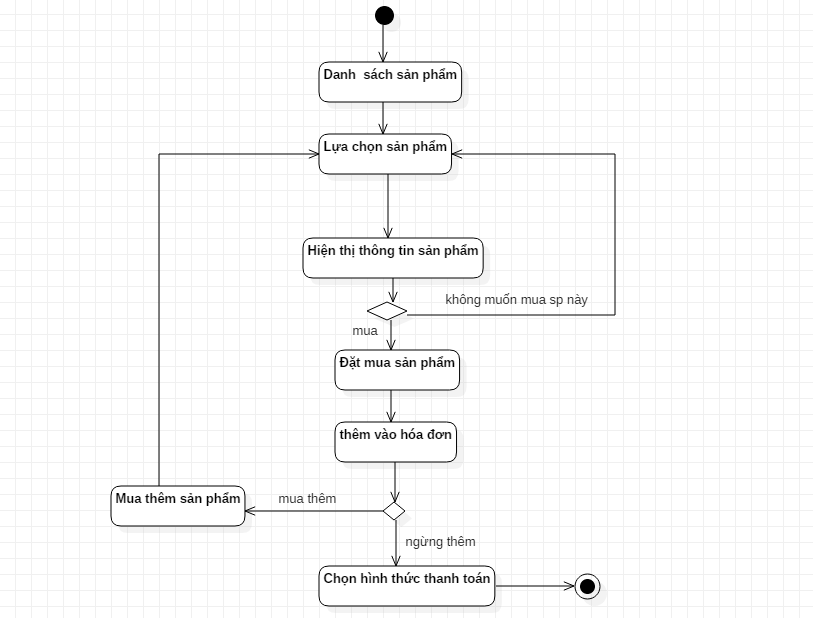 Danh sách sản phẩm
Lựa chọn sản phẩm
Hiện thị thông tin sản phẩm
không muốn mua sp này
mua
Đặt mua sản phẩm
thêm vào hóa đơn
Mua thêm sản phẩm
mua thêm
ngừng thêm
Chọn hình thức thanh toán